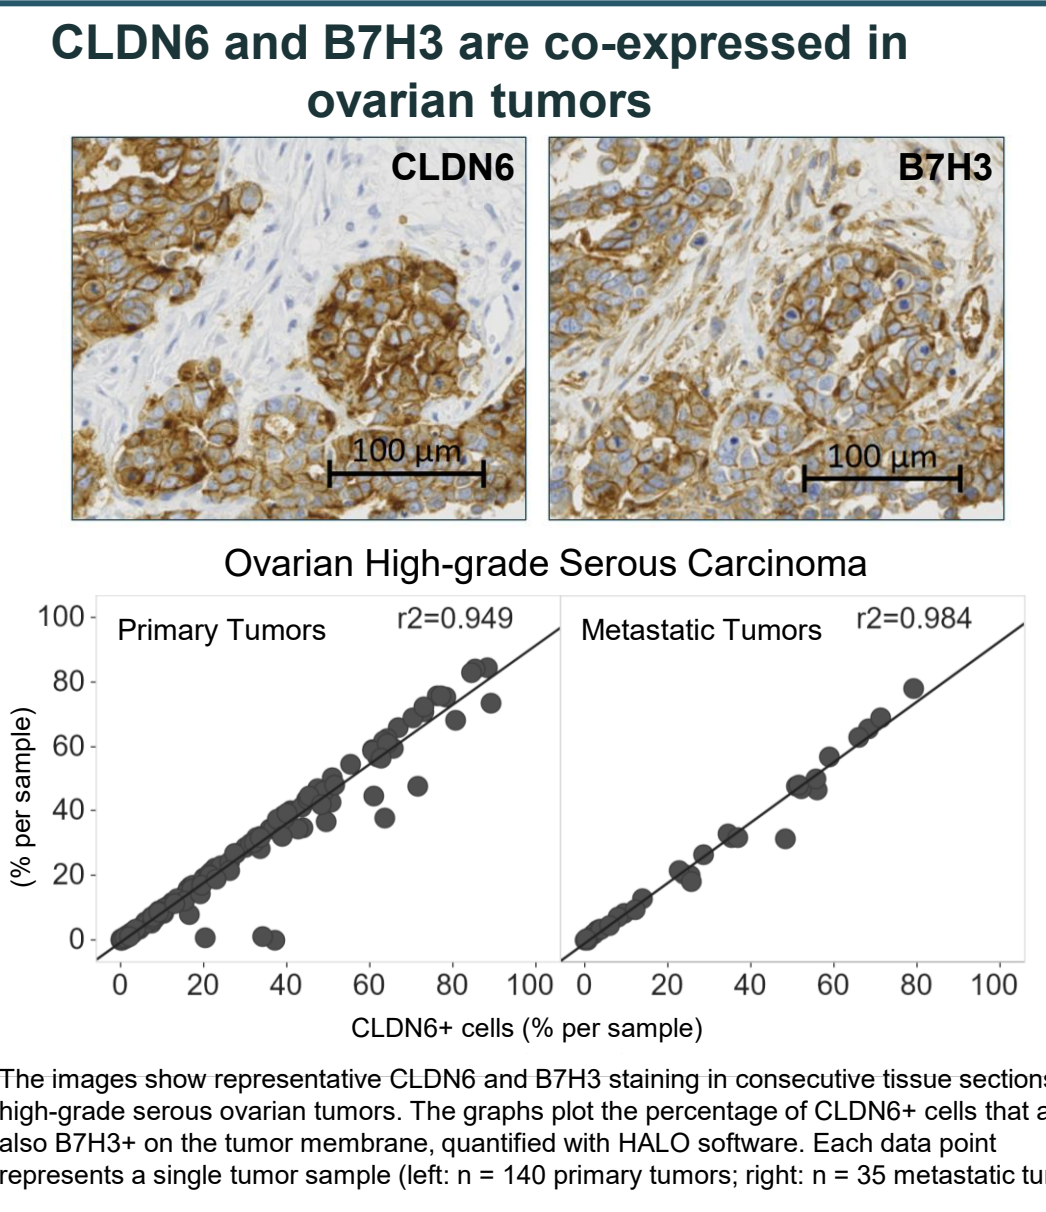 CLDN6 and B7H3 are co-expressed in
ovarian tumors
CLDN6
B7H3
100 µm
100 µm
Ovarian High-grade Serous Carcinoma
Primary Tumors
r2=0.949
Metastatic Tumors
r2=0.984
100
80
60
40
20
0
(% per sample)
0 20 40 60 80 100
0 20 40 60 80 100
CLDN6+ cells (% per sample)
The images show representative CLDN6 and B7H3 staining in consecutive tissue sections
high-grade serous ovarian tumors. The graphs plot the percentage of CLDN6+ cells that a
also B7H3+ on the tumor membrane, quantified with HALO software. Each data point
represents a single tumor sample (left: n = 140 primary tumors; right: n = 35 metastatic tu